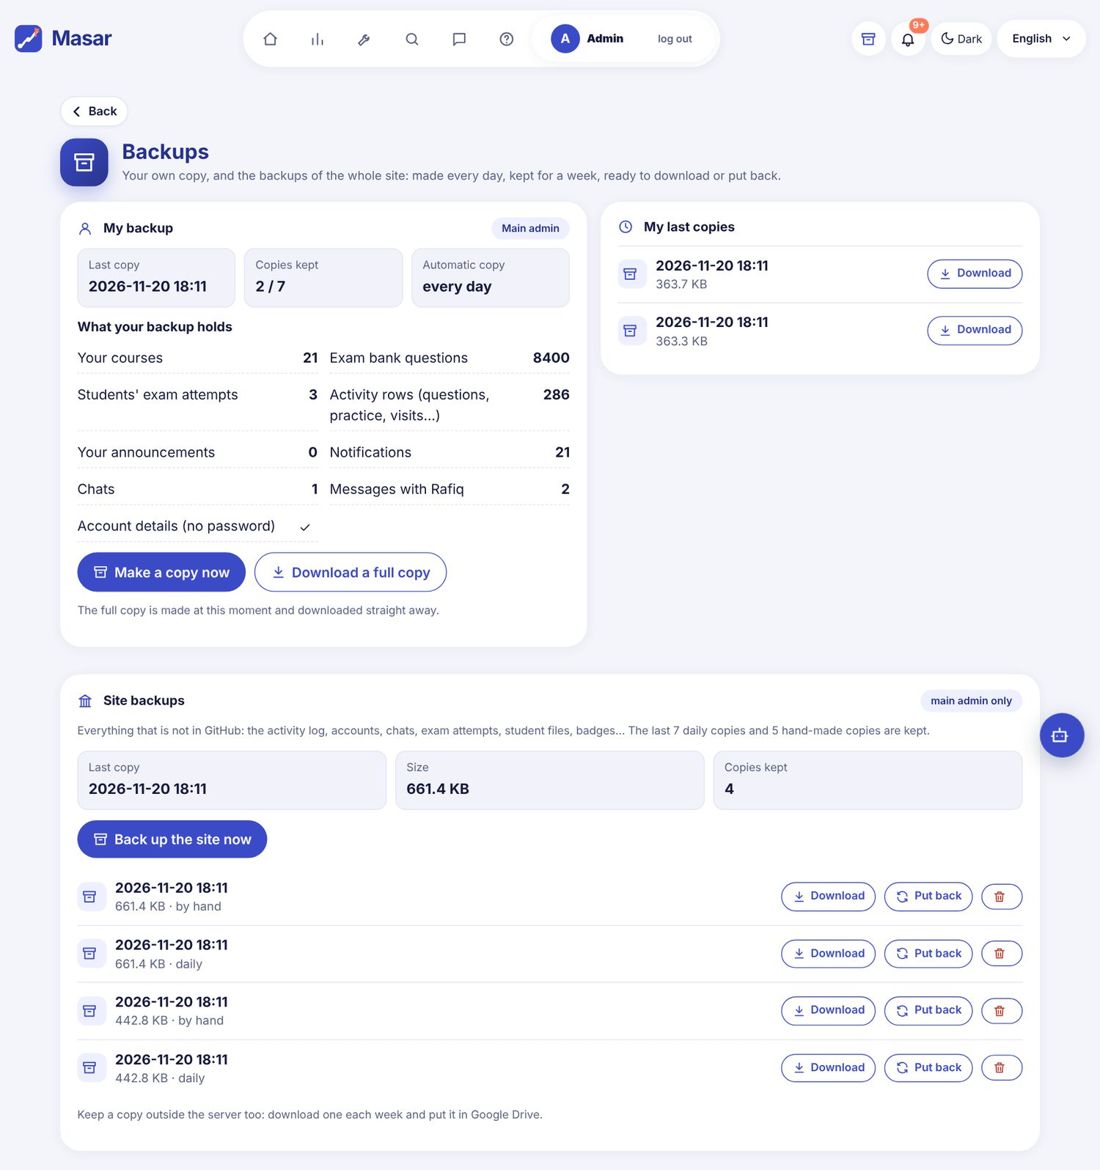 Masar
A
Admin
log out
9+
Dark
English
Back
Backups
Your own copy, and the backups of the whole site: made every day, kept for a week, ready to download or put back.
My backup
Main admin
Last copy
2026-11-20 18:11
Copies kept
2 / 7
Automatic copy
every day
What your backup holds
Your courses 21
Exam bank questions 8400
Students' exam attempts 3
Activity rows (questions, 286
practice, visits...)
Your announcements 0
Notifications 21
Chats 1
Messages with Rafiq 2
Account details (no password) ✓
Make a copy now
Download a full copy
The full copy is made at this moment and downloaded straight away.
My last copies
2026-11-20 18:11
363.7 KB
Download
2026-11-20 18:11
363.3 KB
Download
Site backups
main admin only
Everything that is not in GitHub: the activity log, accounts, chats, exam attempts, student files, badges... The last 7 daily copies and 5 hand-made copies are kept.
Last copy
2026-11-20 18:11
Size
661.4 KB
Copies kept
4
Back up the site now
2026-11-20 18:11
661.4 KB · by hand
Download
Put back
2026-11-20 18:11
661.4 KB · daily
Download
Put back
2026-11-20 18:11
442.8 KB · by hand
Download
Put back
2026-11-20 18:11
442.8 KB · daily
Download
Put back
Keep a copy outside the server too: download one each week and put it in Google Drive.